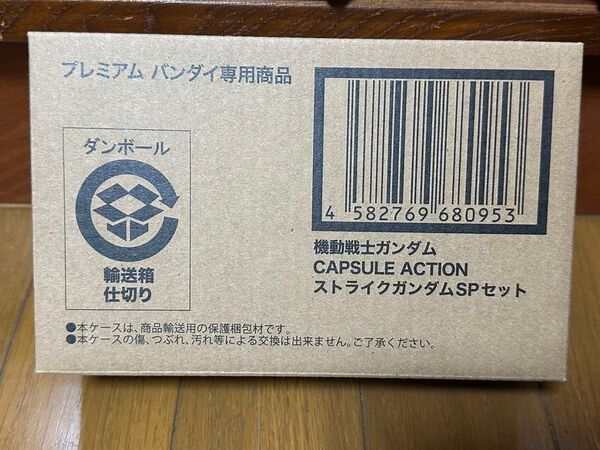 プレミアム バンダイ専用商品
ダンボール
輸送箱
仕切り
4 582769 680953
機動戦士ガンダム
CAPSULE ACTION
ストライクガンダムSPセット
●本ケースは、商品輸送用の保護梱包材です。
●本ケースの傷、つぶれ、汚れ等による交換は出来ません。ご了承ください。